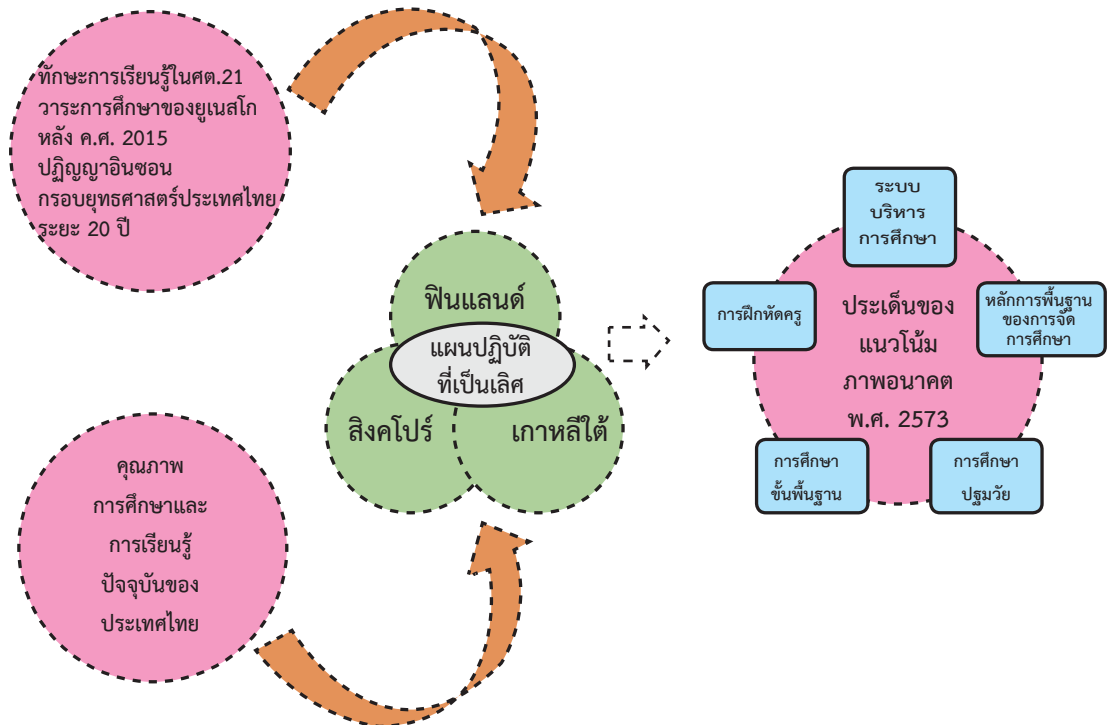 ทักษะการเรียนรู้ในศต.21
วาระการศึกษาของยูเนสโก
หลัง ค.ศ. 2015
ปฏิญญาอินชอน
กรอบยุทธศาสตร์ประเทศไทย
ระยะ 20 ปี
คุณภาพ
การศึกษาและ
การเรียนรู้
ปัจจุบันของ
ประเทศไทย
ฟินแลนด์
แผนปฏิบัติ
ที่เป็นเลิศ
สิงคโปร์
เกาหลีใต้
ระบบ
บริหาร
การศึกษา
การฝึกหัดครู
หลักการพื้นฐาน
ของการจัด
การศึกษา
ประเด็นของ
แนวโน้ม
ภาพอนาคต
พ.ศ. 2573
การศึกษา
ขั้นพื้นฐาน
การศึกษา
ปฐมวัย